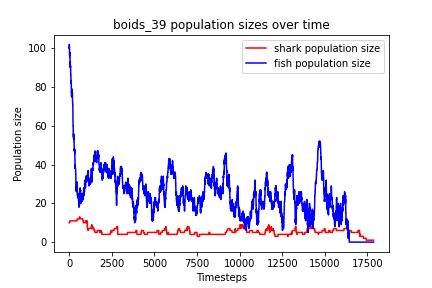 boids_39 population sizes over time
shark population size
fish population size
Population size
100
80
60
40
20
0
0 2500 5000 7500 10000 12500 15000 17500
Timesteps